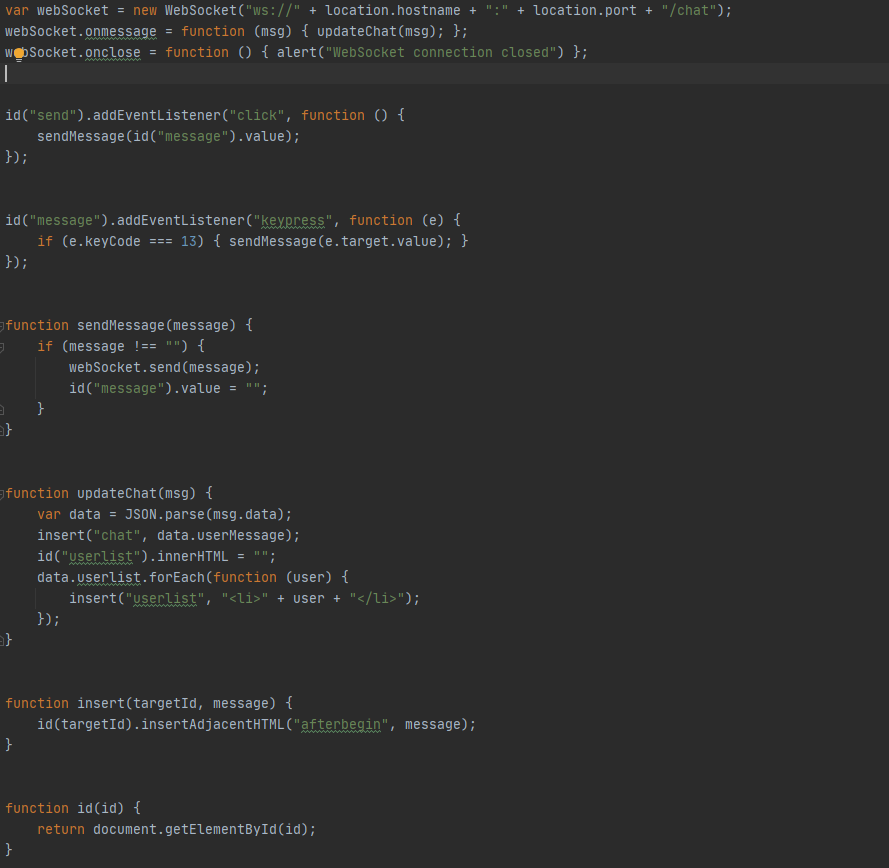 var webSocket = new WebSocket("ws://" + location.hostname + ":" + location.port + "/chat");
webSocket.onmessage = function (msg) { updateChat(msg); };
webSocket.onclose = function () { alert("WebSocket connection closed") };

id("send").addEventListener("click", function () {
    sendMessage(id("message").value);
});

id("message").addEventListener("keypress", function (e) {
    if (e.keyCode === 13) { sendMessage(e.target.value); }
});

function sendMessage(message) {
    if (message !== "") {
        webSocket.send(message);
        id("message").value = "";
    }
}

function updateChat(msg) {
    var data = JSON.parse(msg.data);
    insert("chat", data.userMessage);
    id("userlist").innerHTML = "";
    data.userlist.forEach(function (user) {
        insert("userlist", "<li>" + user + "</li>");
    });
}

function insert(targetId, message) {
    id(targetId).insertAdjacentHTML("afterbegin", message);
}

function id(id) {
    return document.getElementById(id);
}